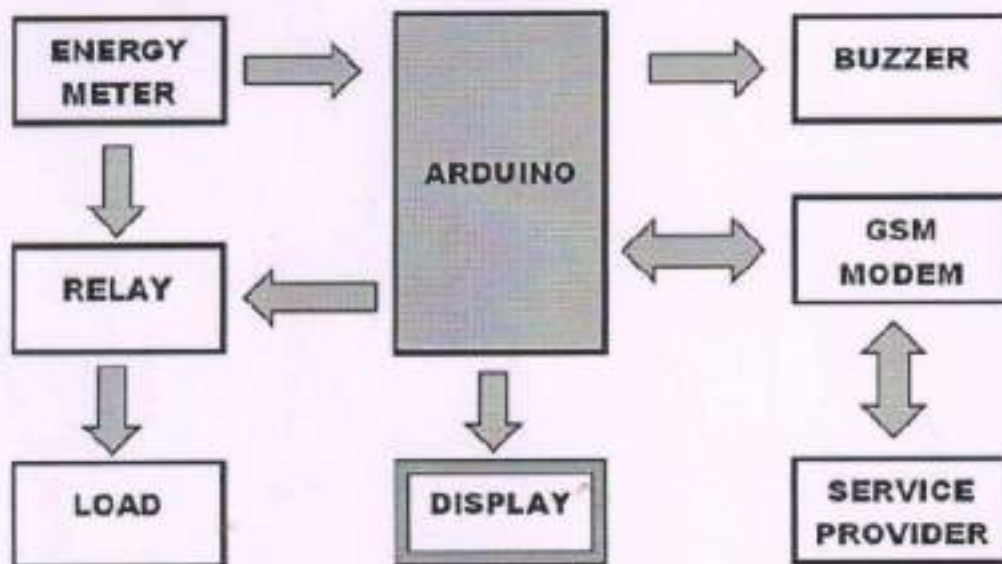 ENERGY
METER
ARDUINO
BUZZER
RELAY
GSM
MODEM
LOAD
DISPLAY
SERVICE
PROVIDER